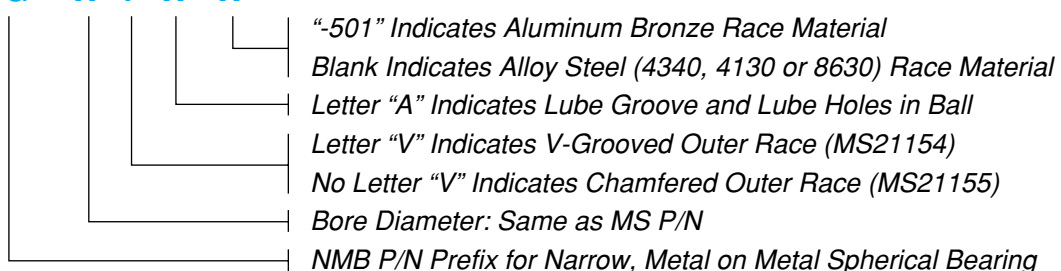 “-501” Indicates Aluminum Bronze Race Material
Blank Indicates Alloy Steel (4340, 4130 or 8630) Race Material
Letter “A” Indicates Lube Groove and Lube Holes in Ball
Letter “V” Indicates V-Grooved Outer Race (MS21154)
No Letter “V” Indicates Chamfered Outer Race (MS21155)
Bore Diameter: Same as MS P/N
NMB P/N Prefix for Narrow, Metal on Metal Spherical Bearing